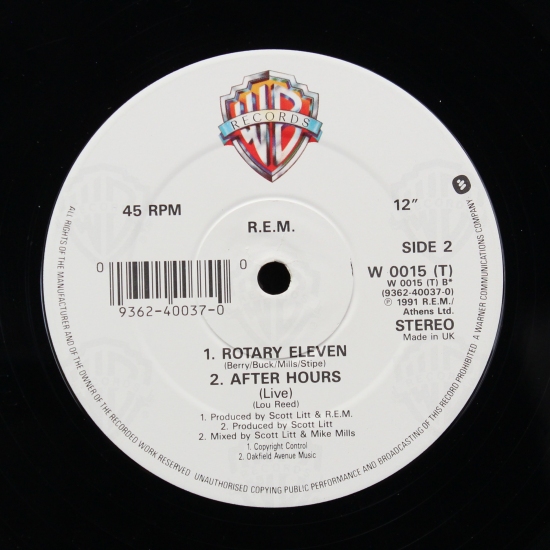 WB
RECORDS
45 RPM
12"
R.E.M.
SIDE 2
W 0015 (T)
W 0015 (T) B*
(9362-40037-0)
℗ 1991 R.E.M./
Athens Ltd.
STEREO
Made in UK
0 0
9362-40037-0
1. ROTARY ELEVEN
(Berry/Buck/Mills/Stipe)
2. AFTER HOURS
(Live)
(Lou Reed)
1. Produced by Scott Litt & R.E.M.
2. Produced by Scott Litt
2. Mixed by Scott Litt & Mike Mills
1. Copyright Control
2. Oakfield Avenue Music
ALL RIGHTS OF THE MANUFACTURER AND OF THE OWNER OF THE RECORDED WORK RESERVED UNAUTHORISED COPYING PUBLIC PERFORMANCE AND BROADCASTING OF THIS RECORD PROHIBITED A WARNER COMMUNICATIONS COMPANY